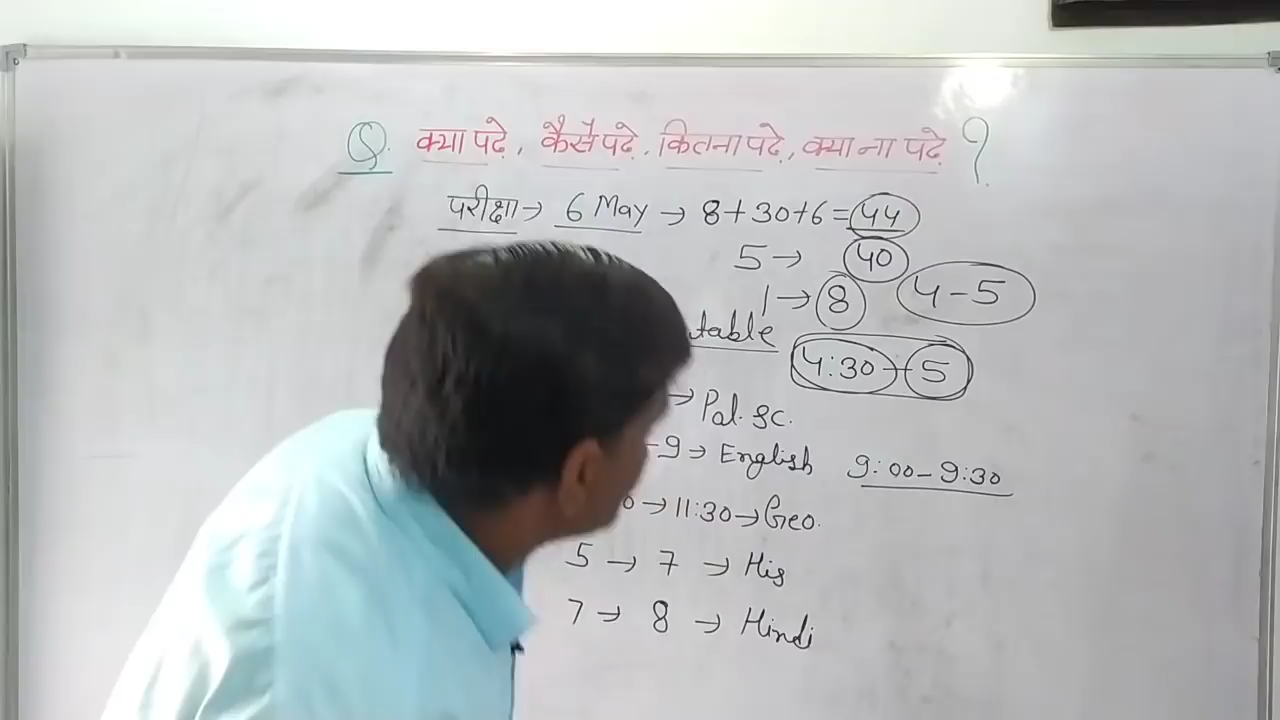 Q. क्या पढे, कैसे पढे, कितना पढे, क्या ना पढे ?
परीक्षा → 6 May → 8+30+6=44
5 → 40
1 → 8 4-5
table 4:30-5
→ Pol. Sc.
-9 → English 9:00-9:30
0 → 11:30 → Geo.
5 → 7 → His
7 → 8 → Hindi